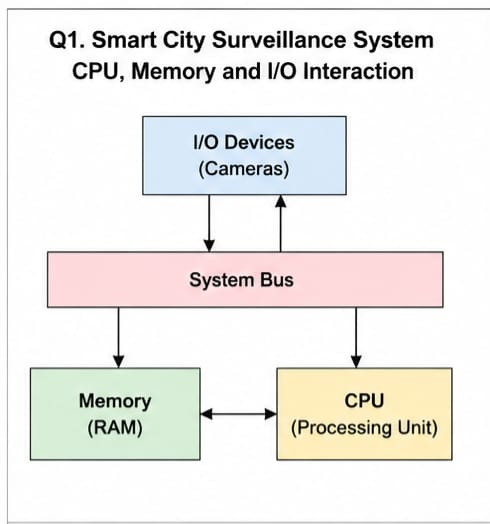 Q1. Smart City Surveillance System
CPU, Memory and I/O Interaction
I/O Devices
(Cameras)
System Bus
Memory
(RAM)
CPU
(Processing Unit)